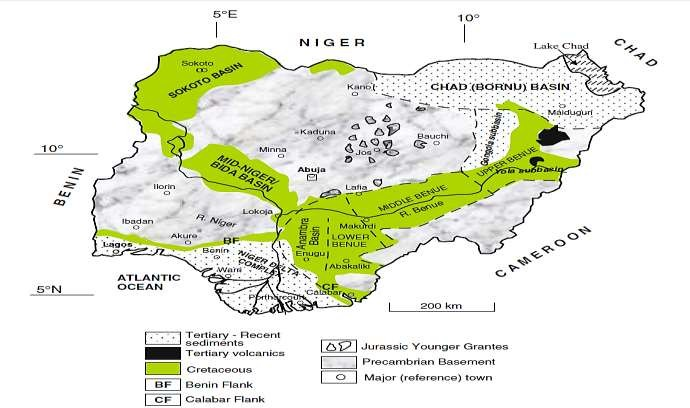 5°E
10°
NIGER
CHAD
Lake Chad
Sokoto
SOKOTO BASIN
Kano
CHAD (BORNU) BASIN
Maiduguri
Kaduna
Bauchi
Gongola subbasin
10°
Minna
Jos
UPPER BENUE
Yola subbasin
BENIN
MID-NIGER/
BIDA BASIN
Abuja
Ilorin
Lafia
MIDDLE BENUE
R. Benue
Lokoja
R. Niger
Ibadan
Makurdi
Anambra
Basin
LOWER
BENUE
Akure
BF
Lagos
Benin
Enugu
CAMEROON
NIGER DELTA
COMPLEX
Abakaliki
Warri
ATLANTIC
OCEAN
5°N
CF
Calabar
Portharcourt
200 km
Tertiary - Recent
sediments
Tertiary volcanics
Cretaceous
BF Benin Flank
CF Calabar Flank
Jurassic Younger Grantes
Precambrian Basement
Major (reference) town